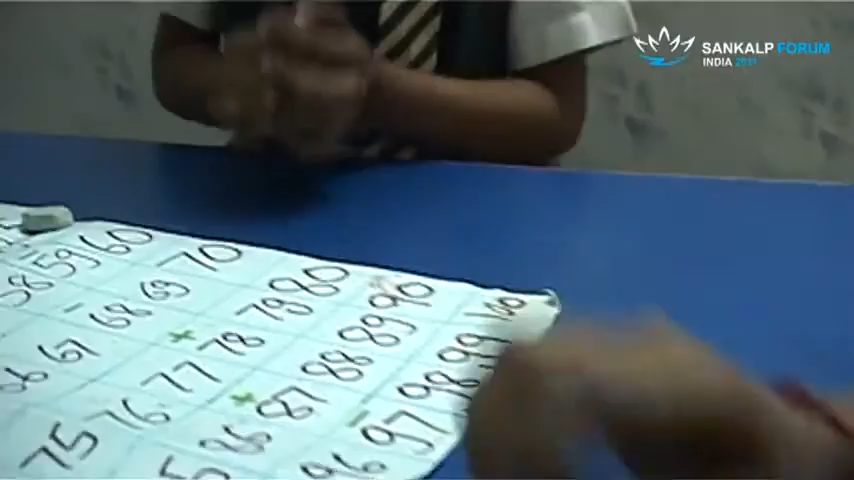 SANKALP FORUM
INDIA 2011
58 59 60
68 69 70
66 67 - 78 79 80
75 76 77 + 88 89 90
86 87 + 98 99 100
96 97 -